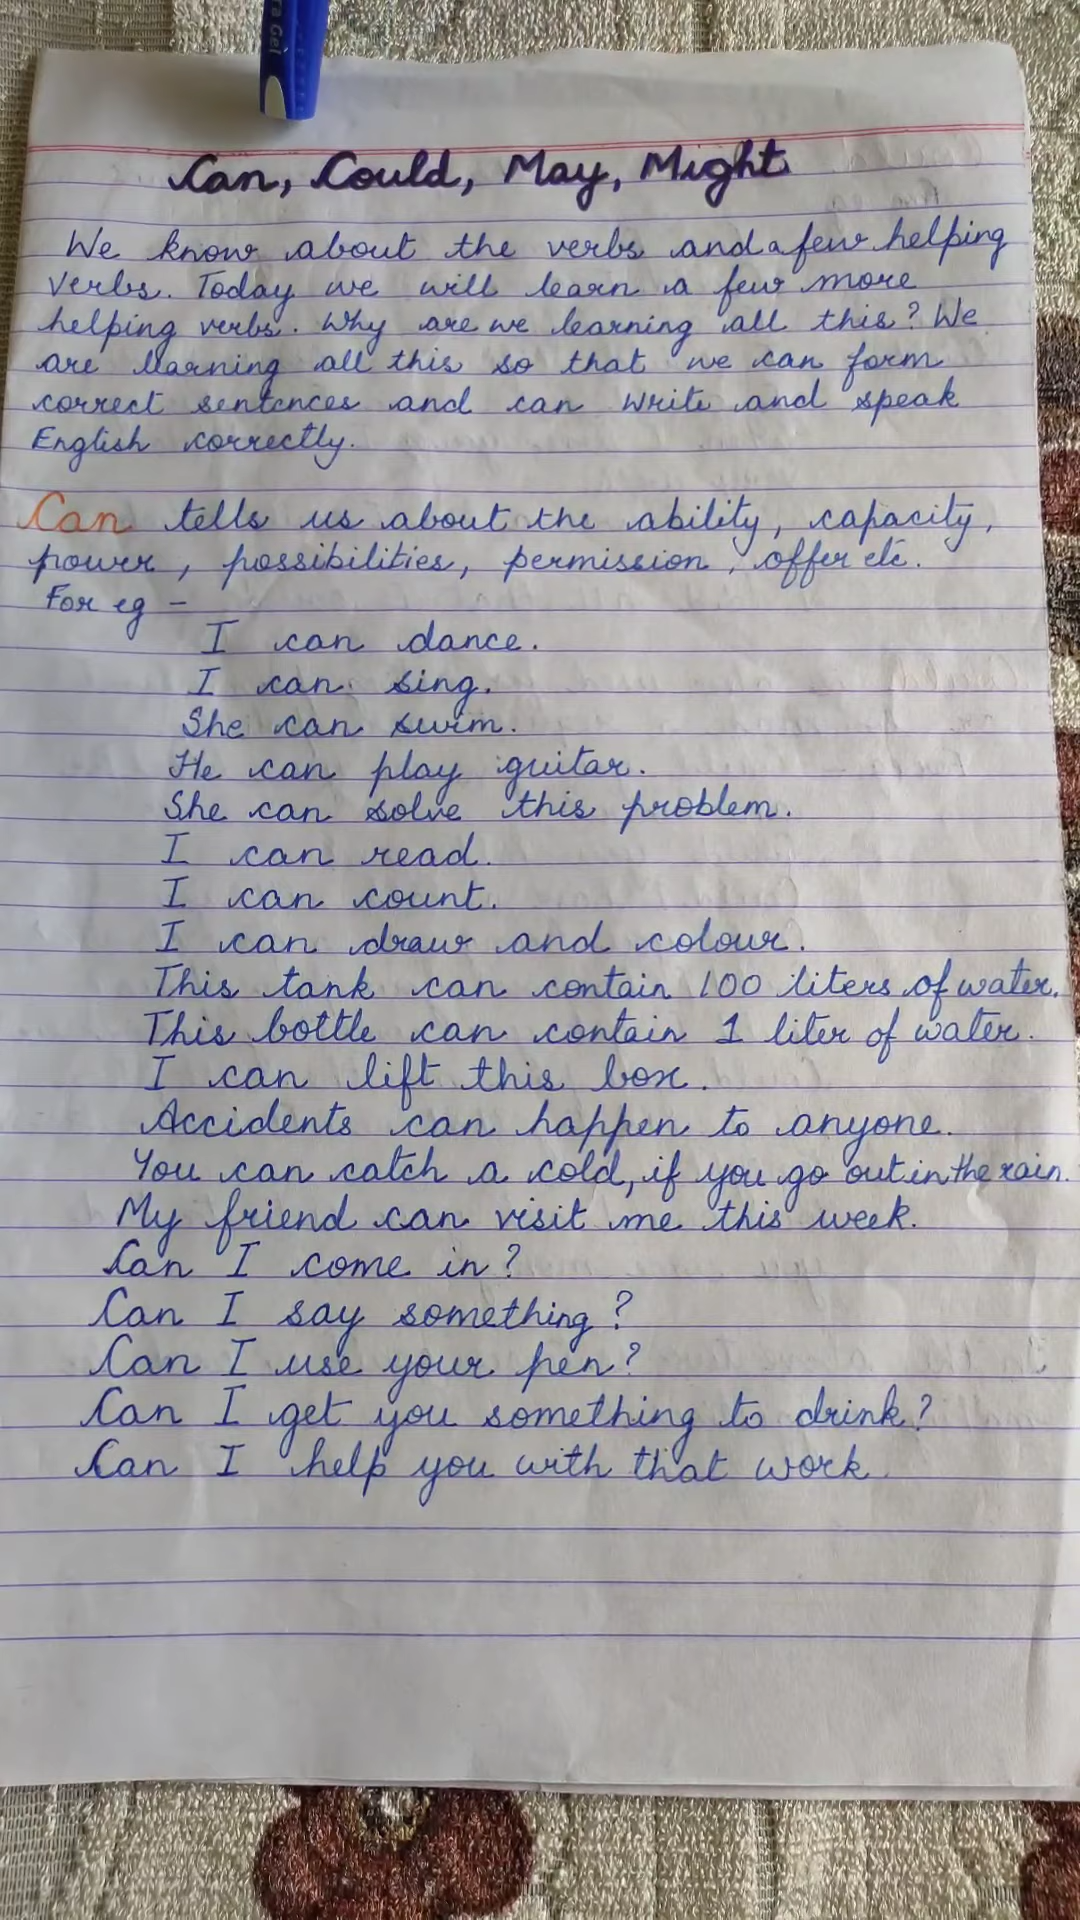 Can, Could, May, Might
We know about the verbs and a few helping
Verbs. Today we will learn a few more
helping verbs. Why are we learning all this? We
are learning all this so that we can form
correct sentences and can write and speak
English correctly.
Can tells us about the ability, capacity,
power, possibilities, permission, offer etc.
For eg -
I can dance.
I can sing.
She can swim.
He can play guitar.
She can solve this problem.
I can read.
I can count.
I can draw and colour.
This tank can contain 100 liters of water.
This bottle can contain 1 liter of water.
I can lift this box.
Accidents can happen to anyone.
You can catch a cold, if you go out in the rain.
My friend can visit me this week.
Can I come in?
Can I say something?
Can I use your pen?
Can I get you something to drink?
Can I help you with that work.